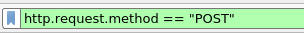 http.request.method == "POST"